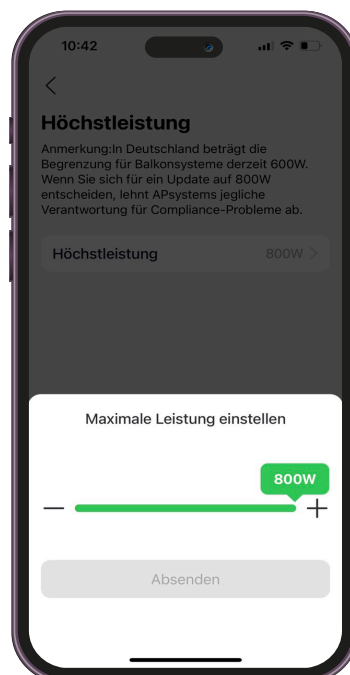 10:42
Höchstleistung
Anmerkung:In Deutschland beträgt die
Begrenzung für Balkonsysteme derzeit 600W.
Wenn Sie sich für ein Update auf 800W
entscheiden, lehnt APsystems jegliche
Verantwortung für Compliance-Probleme ab.
Höchstleistung 800W
Maximale Leistung einstellen
800W
Absenden